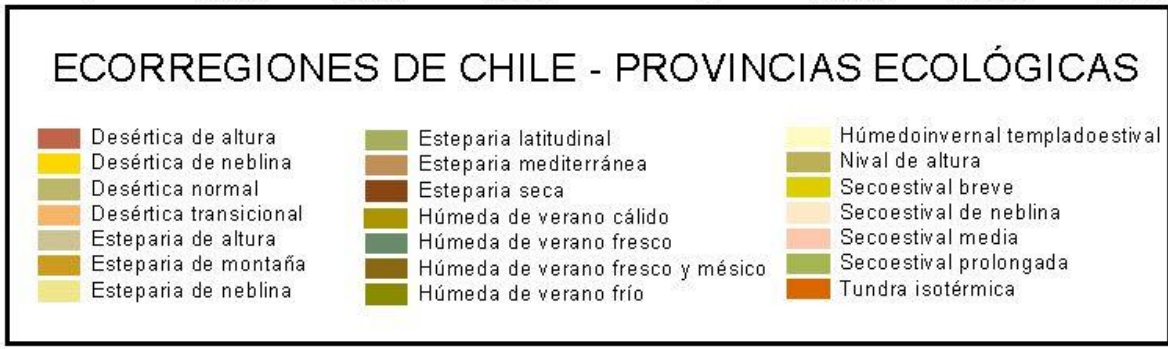 ECORREGIONES DE CHILE - PROVINCIAS ECOLÓGICAS
Desértica de altura
Desértica de neblina
Desértica normal
Desértica transicional
Esteparia de altura
Esteparia de montaña
Esteparia de neblina
Esteparia latitudinal
Esteparia mediterránea
Esteparia seca
Húmeda de verano cálido
Húmeda de verano fresco
Húmeda de verano fresco y mésico
Húmeda de verano frío
Húmedoinvernal templadoestival
Nival de altura
Secoestival breve
Secoestival de neblina
Secoestival media
Secoestival prolongada
Tundra isotérmica